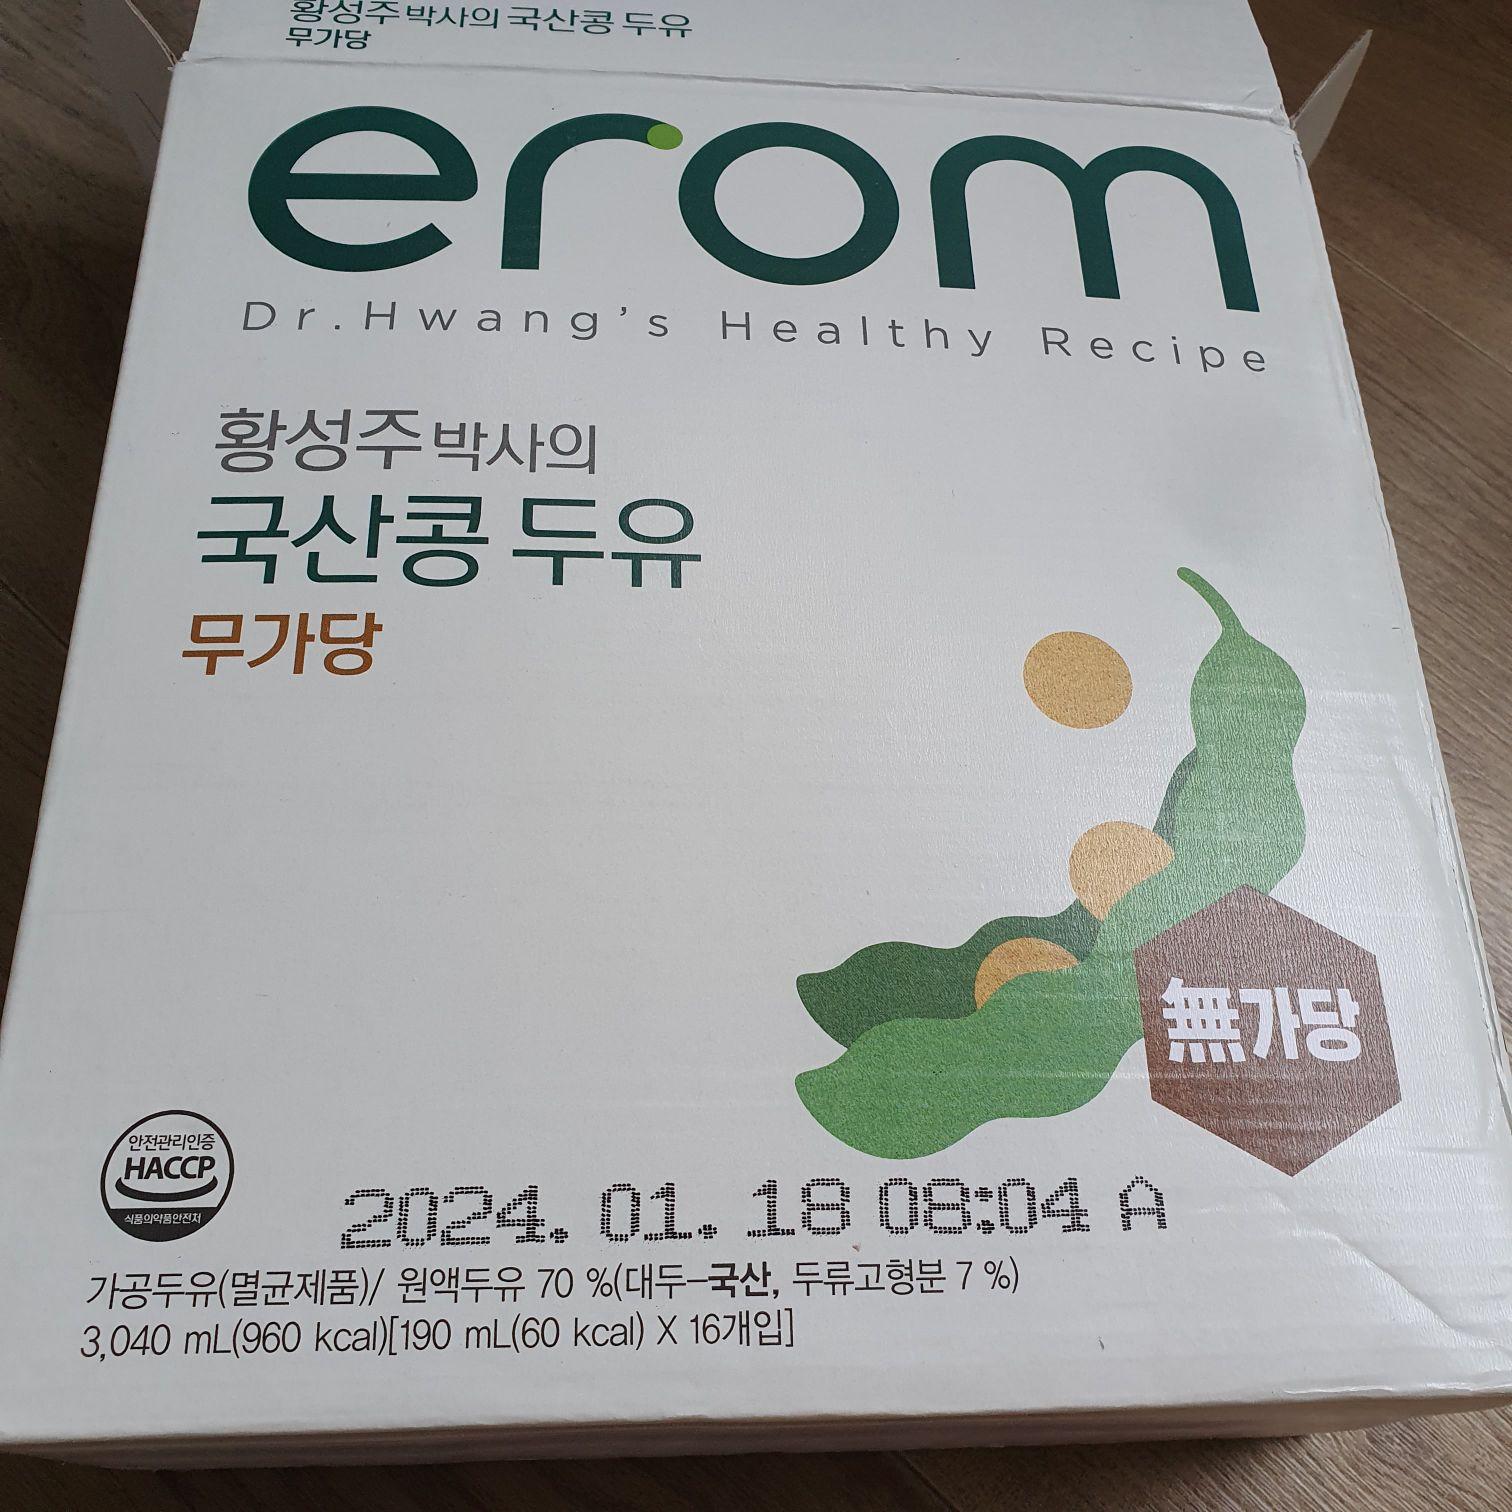 황성주 박사의 국산콩 두유
무가당
erom
Dr.Hwang's Healthy Recipe
황성주 박사의
국산콩 두유
무가당
無가당
안전관리인증
HACCP
식품의약품안전처
2024. 01. 18 08:04 A
가공두유(멸균제품)/ 원액두유 70 %(대두–국산, 두류고형분 7 %)
3,040 mL(960 kcal)[190 mL(60 kcal) X 16개입]